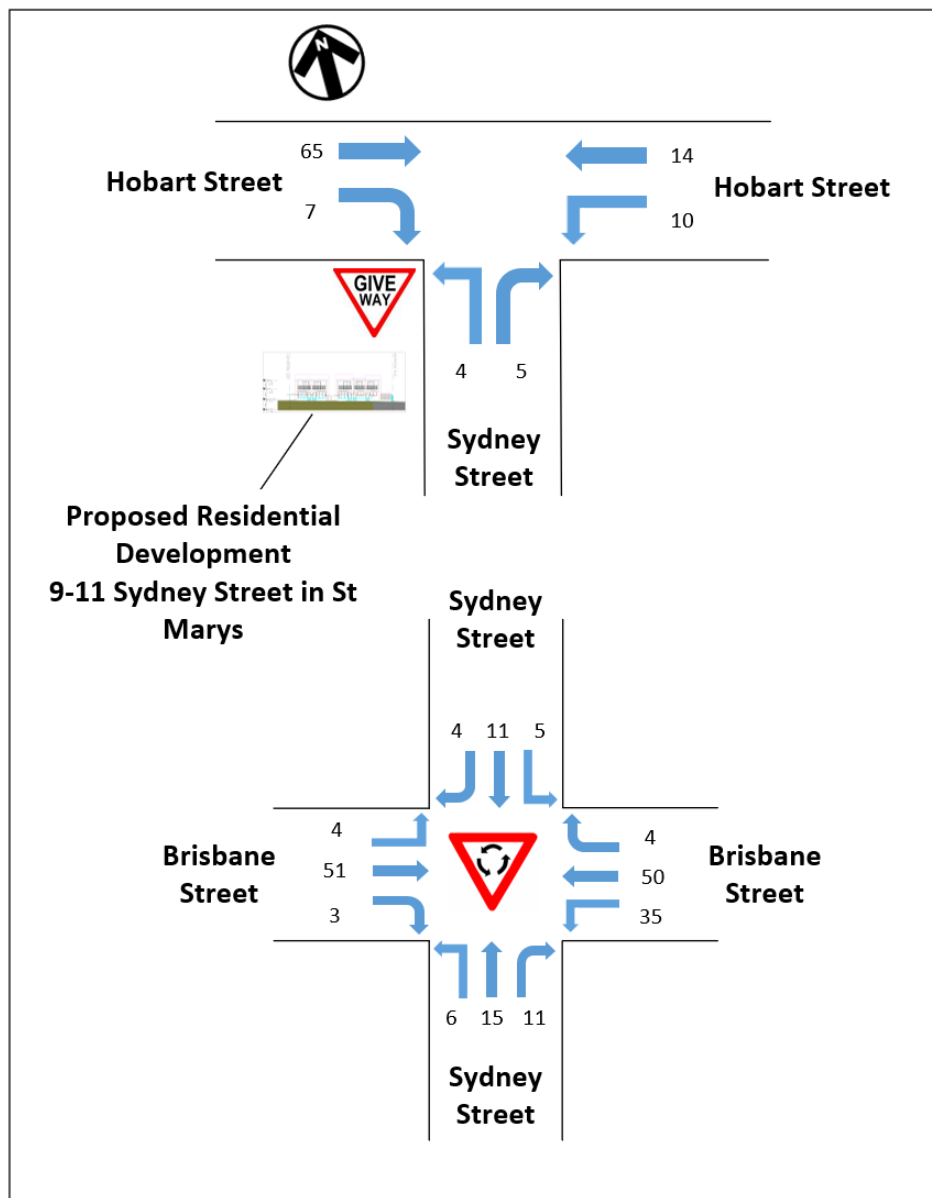 N
65
14
Hobart Street
Hobart Street
7
10
GIVE
WAY
4
5
Sydney
Street
Proposed Residential
Development
9-11 Sydney Street in St
Marys
Sydney
Street
4
11
5
4
4
Brisbane
Street
Brisbane
Street
51
50
3
35
6
15
11
Sydney
Street